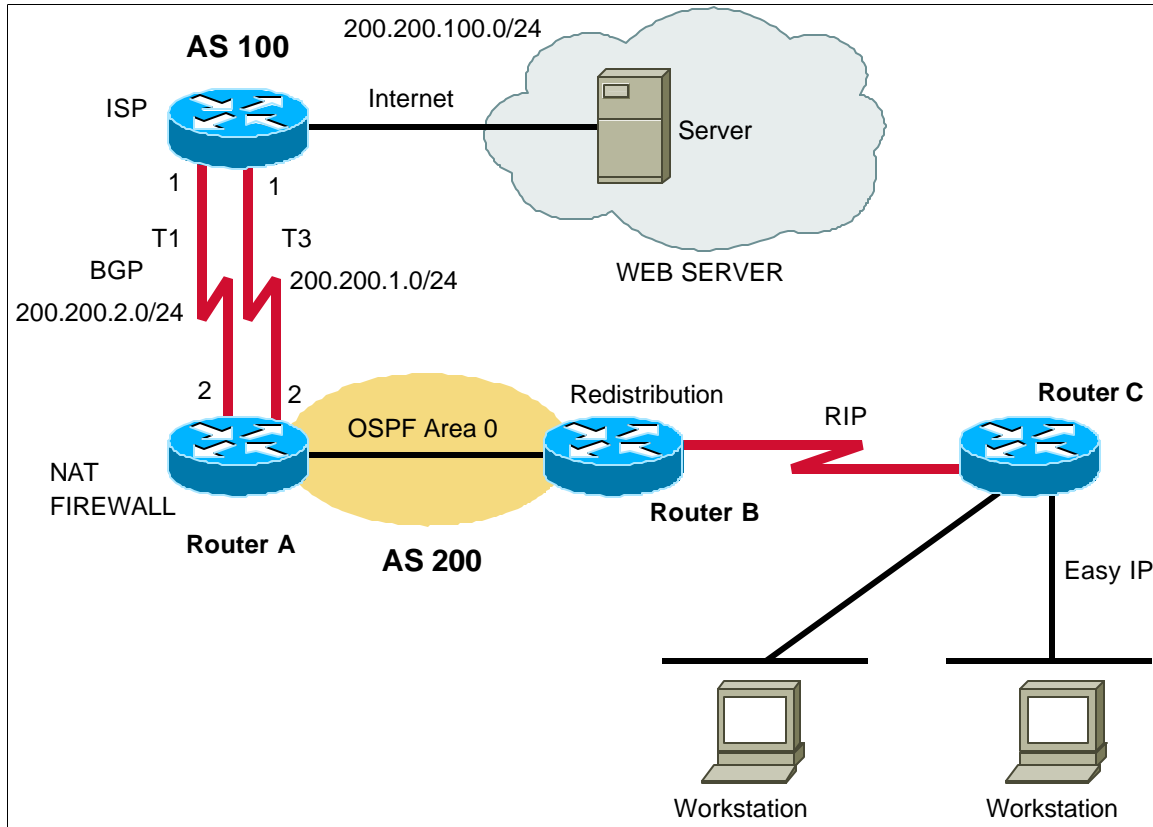 200.200.100.0/24
AS 100
ISP
Internet
Server
1
1
T1
T3
BGP
200.200.1.0/24
200.200.2.0/24
WEB SERVER
2
2
OSPF Area 0
Redistribution
RIP
Router C
NAT
FIREWALL
Router A
Router B
AS 200
Easy IP
Workstation
Workstation